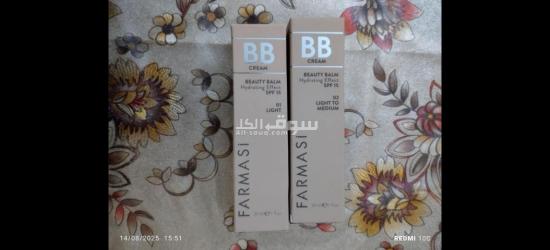 BB
CREAM
BEAUTY BALM
Hydrating Effect
SPF 15
01
LIGHT
FARMASİ
BB
CREAM
BEAUTY BALM
Hydrating Effect
SPF 15
02
LIGHT TO
MEDIUM
FARMASİ
سوق الكل
All-souq.com
14/08/2025 15:51
REDMI 10C